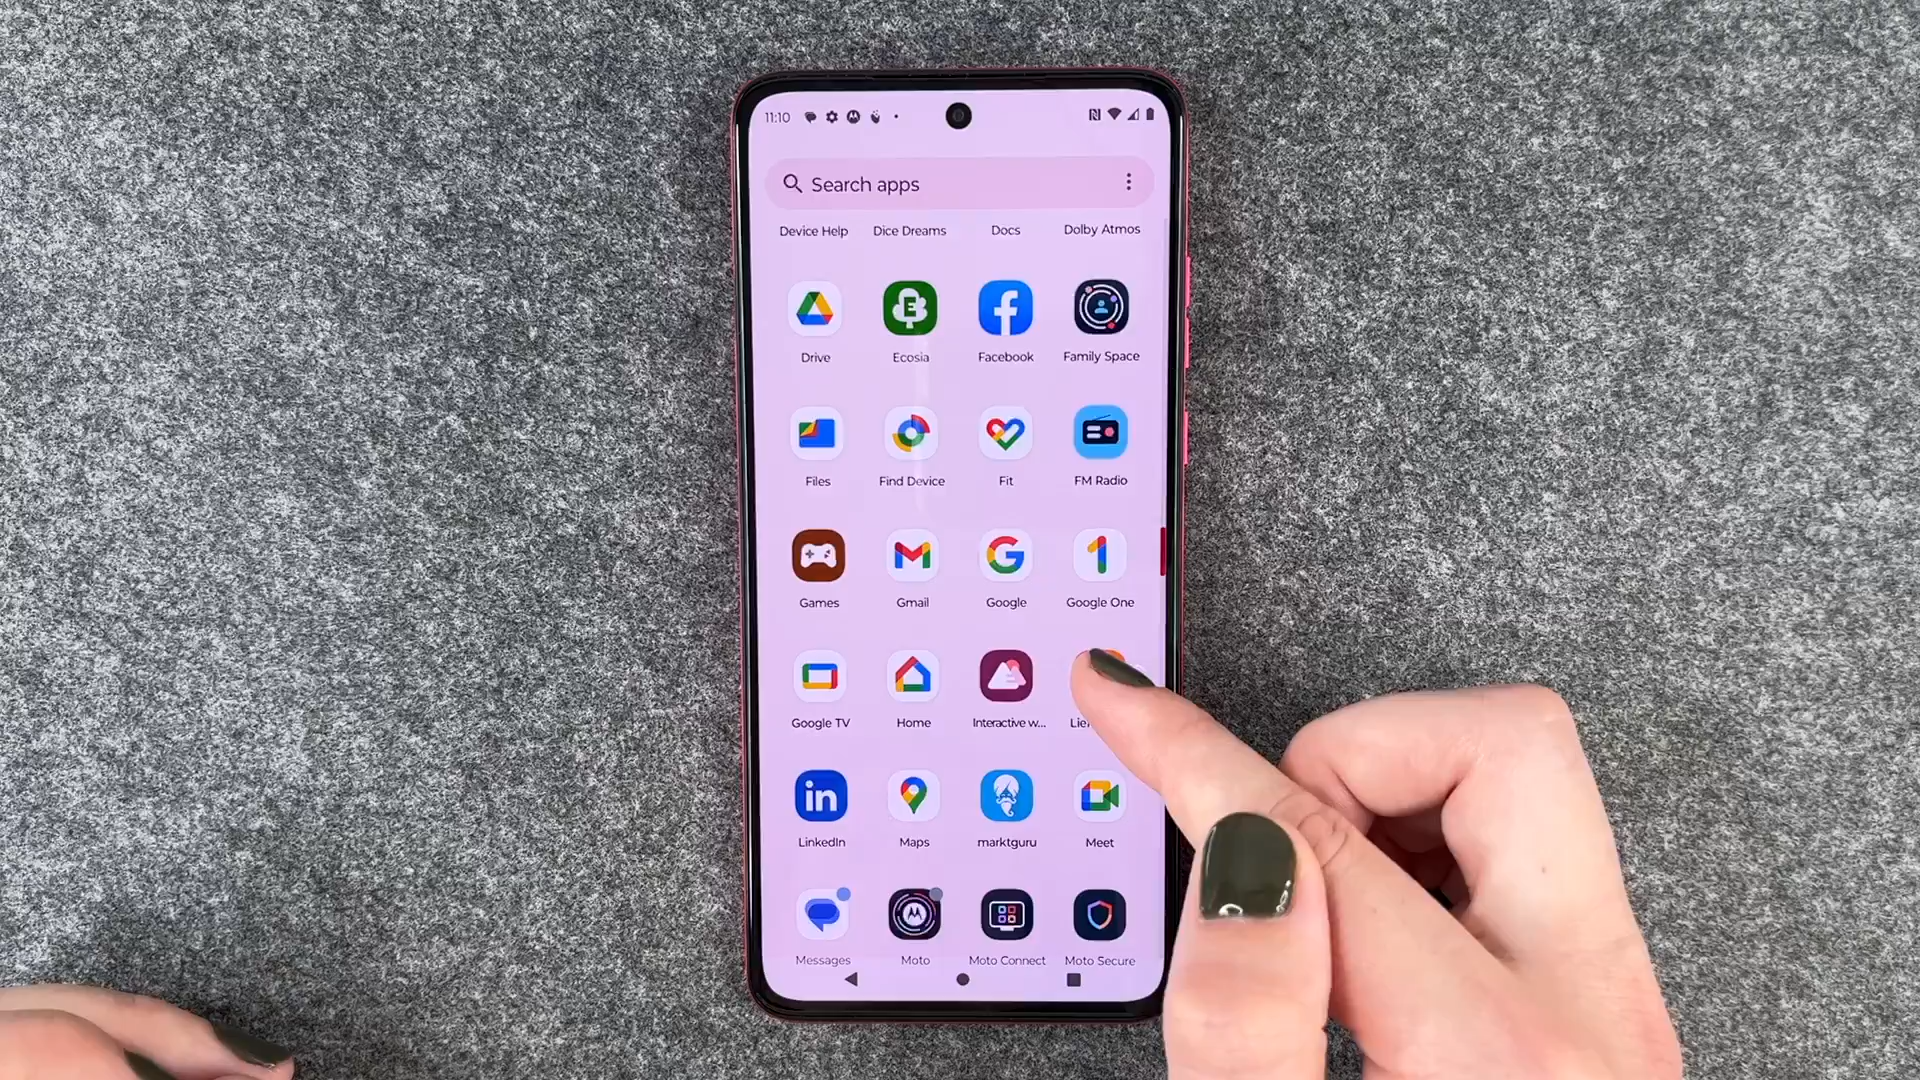 11:10
Search apps
Device Help Dice Dreams Docs Dolby Atmos
Drive Ecosia Facebook Family Space
Files Find Device Fit FM Radio
Games Gmail Google Google One
Google TV Home Interactive w...
LinkedIn Maps marktguru Meet
Messages Moto Moto Connect Moto Secure